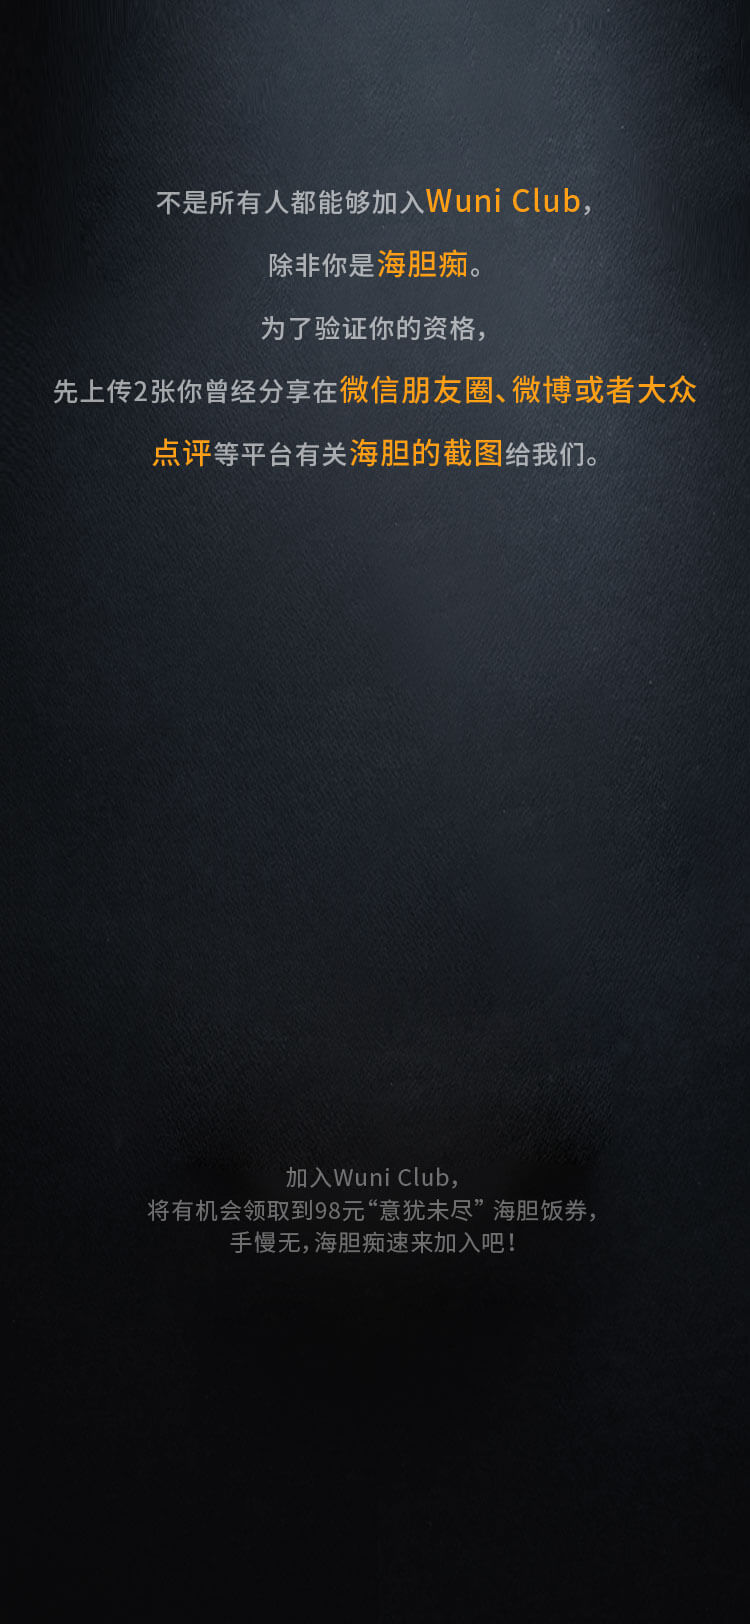 不是所有人都能够加入Wuni Club，
除非你是海胆痴。
为了验证你的资格，
先上传2张你曾经分享在微信朋友圈、微博或者大众
点评等平台有关海胆的截图给我们。
加入Wuni Club，
将有机会领取到98元“意犹未尽” 海胆饭券，
手慢无，海胆痴速来加入吧！